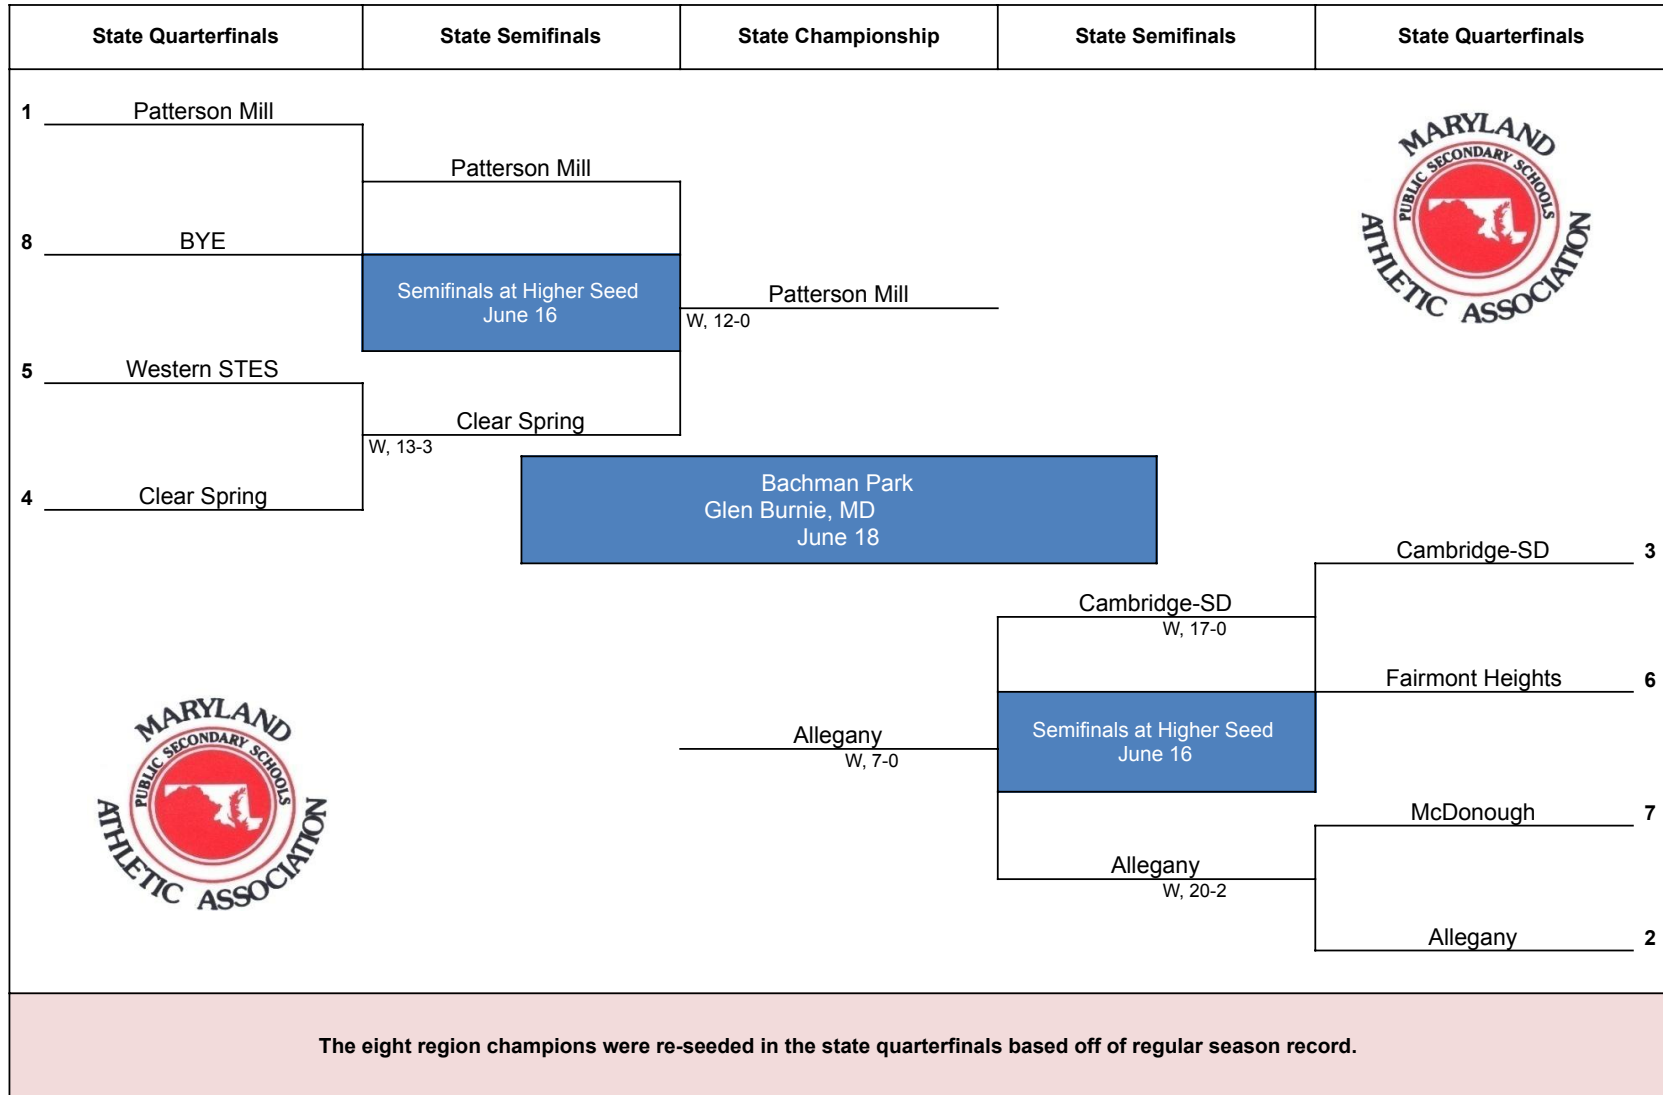 State Quarterfinals
State Semifinals
State Championship
State Semifinals
State Quarterfinals
1
Patterson Mill
Patterson Mill
8
BYE
Semifinals at Higher Seed
June 16
Patterson Mill
W, 12-0
5
Western STES
Clear Spring
W, 13-3
4
Clear Spring
Bachman Park
Glen Burnie, MD
June 18
Cambridge-SD
3
Cambridge-SD
W, 17-0
Fairmont Heights
6
Semifinals at Higher Seed
June 16
Allegany
W, 7-0
McDonough
7
Allegany
W, 20-2
Allegany
2
MARYLAND
PUBLIC SECONDARY SCHOOLS
ATHLETIC ASSOCIATION
MARYLAND
PUBLIC SECONDARY SCHOOLS
ATHLETIC ASSOCIATION
The eight region champions were re-seeded in the state quarterfinals based off of regular season record.